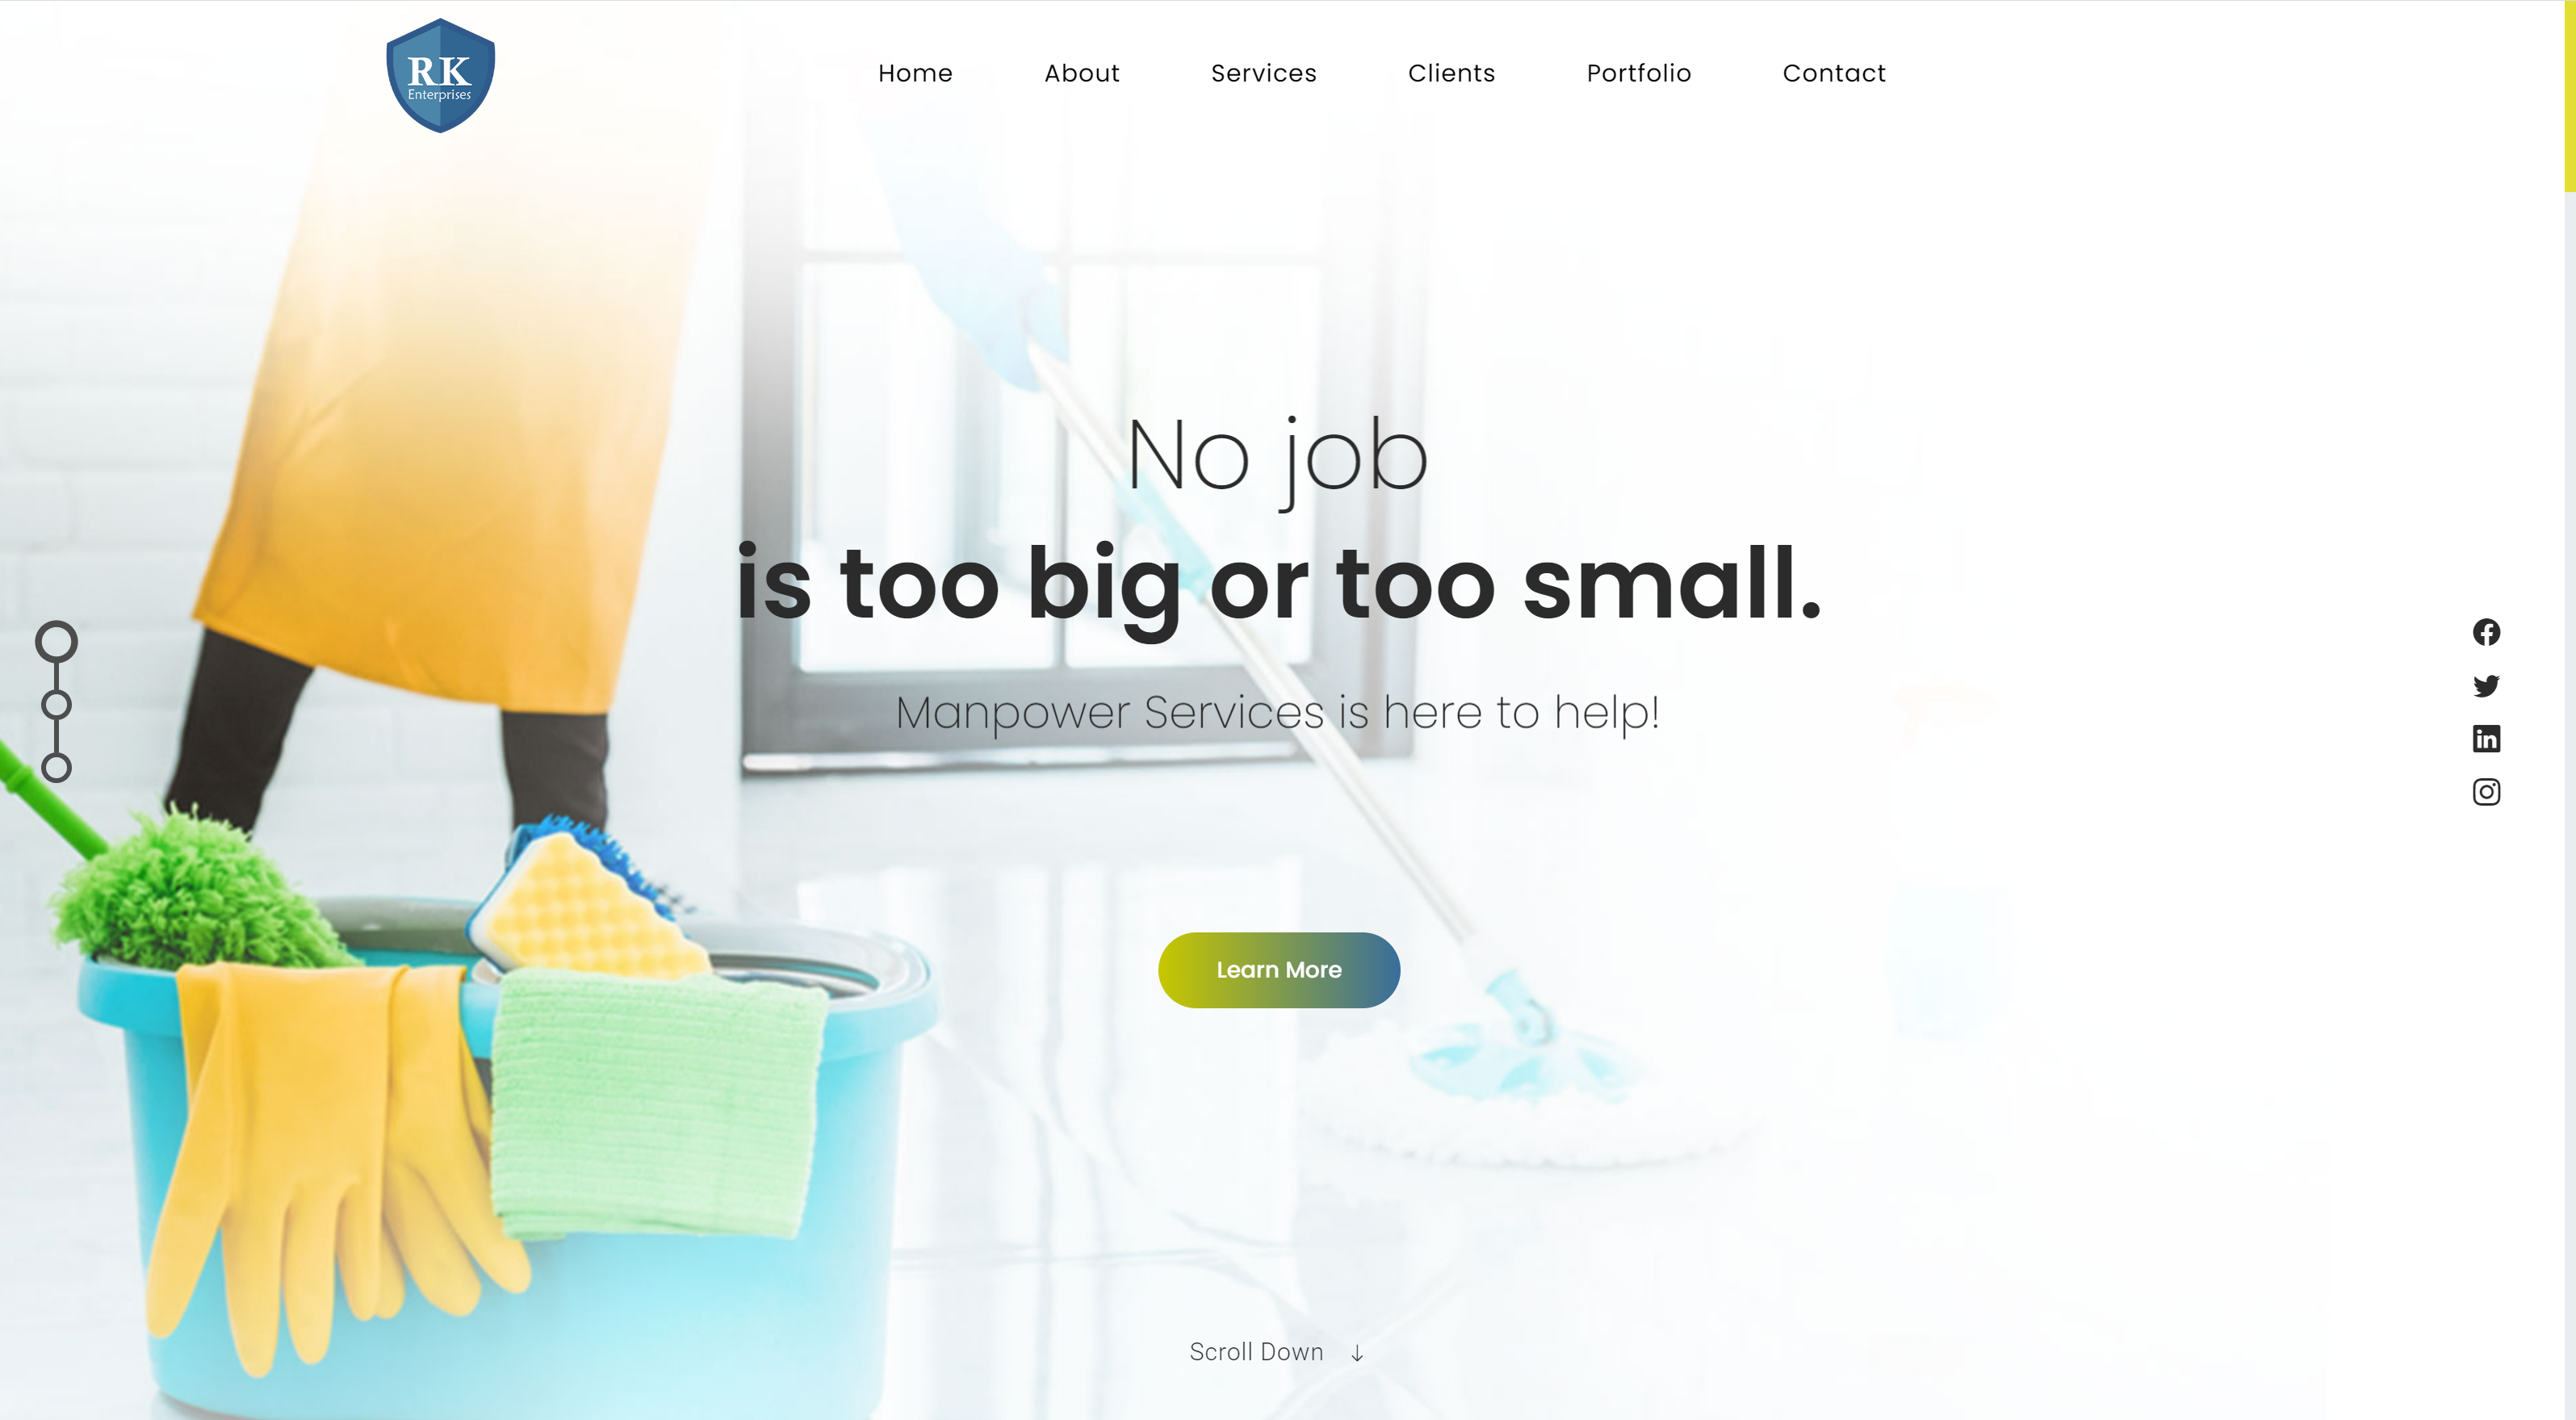 RK
Enterprises
Home
About
Services
Clients
Portfolio
Contact
No job
is too big or too small.
Manpower Services is here to help!
Learn More
Scroll Down ↓